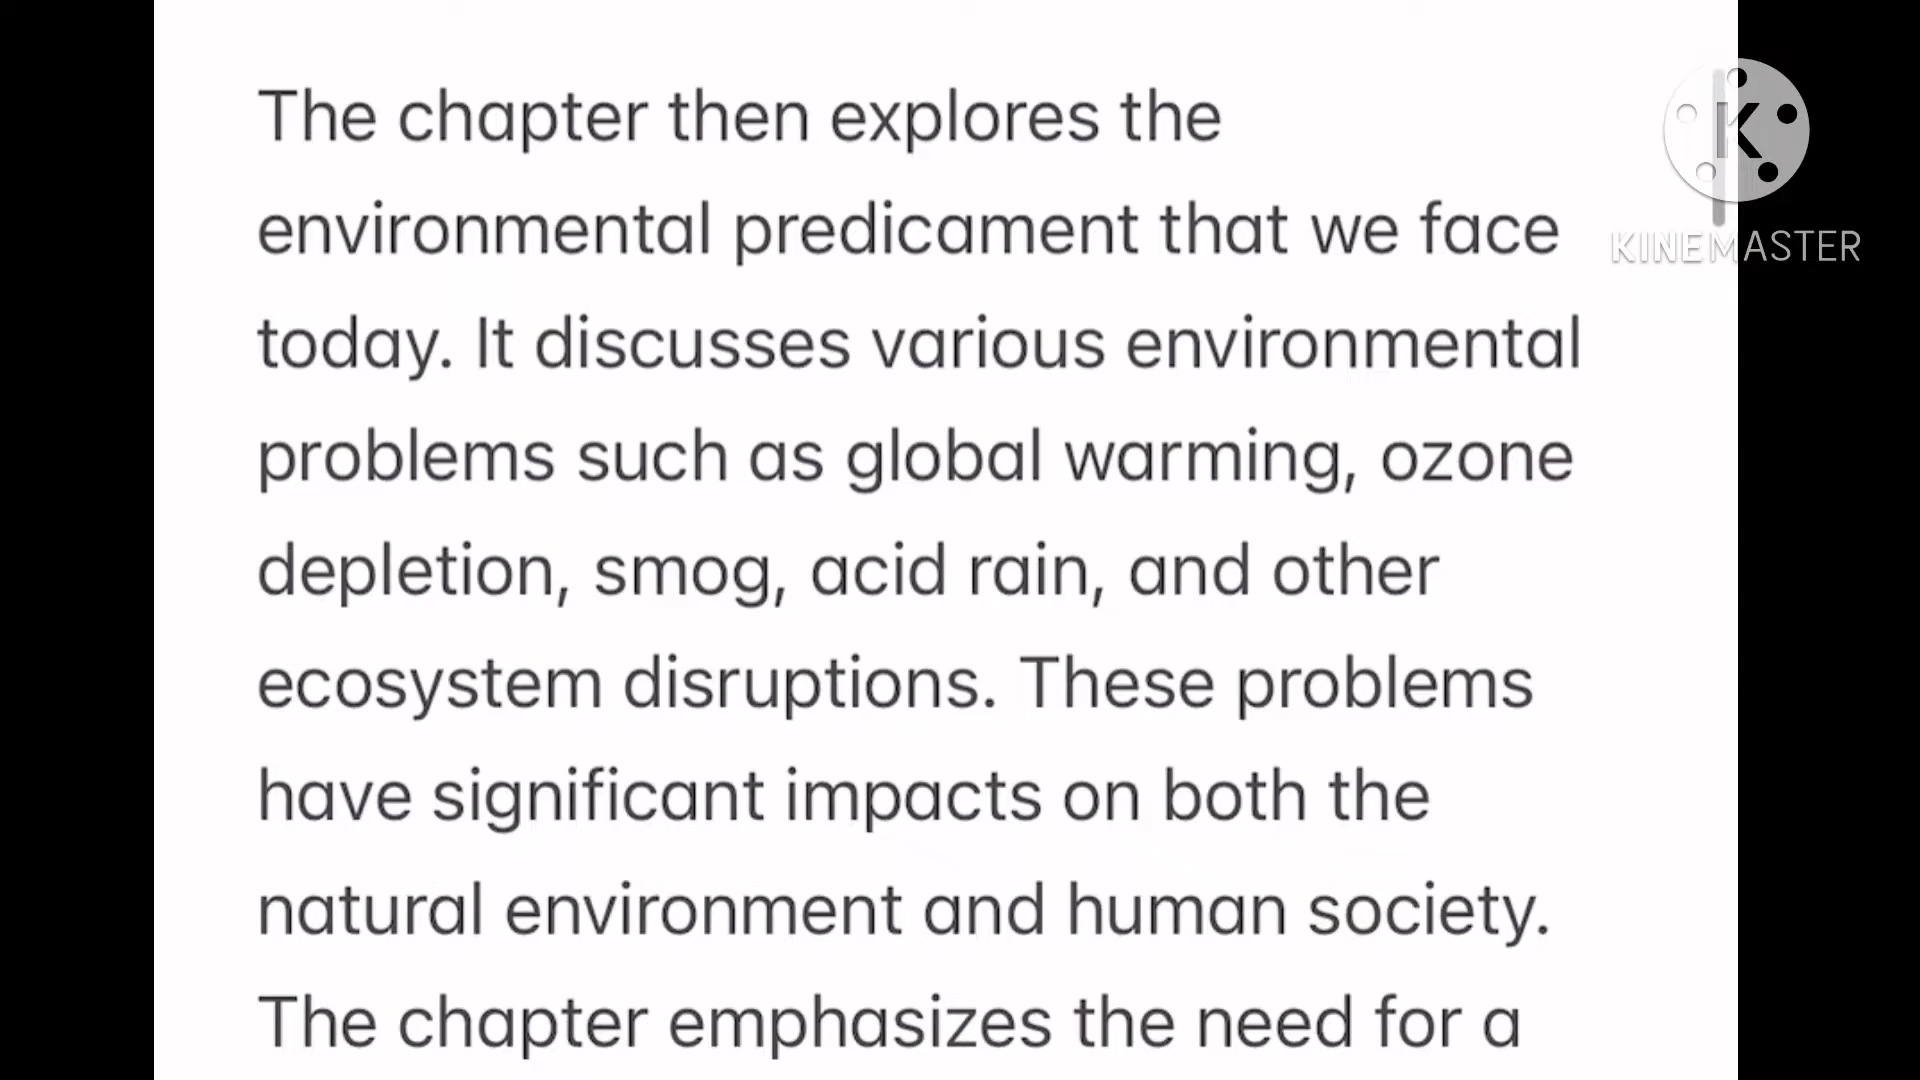 The chapter then explores the
environmental predicament that we face
today. It discusses various environmental
problems such as global warming, ozone
depletion, smog, acid rain, and other
ecosystem disruptions. These problems
have significant impacts on both the
natural environment and human society.
The chapter emphasizes the need for a
K
KINEMASTER